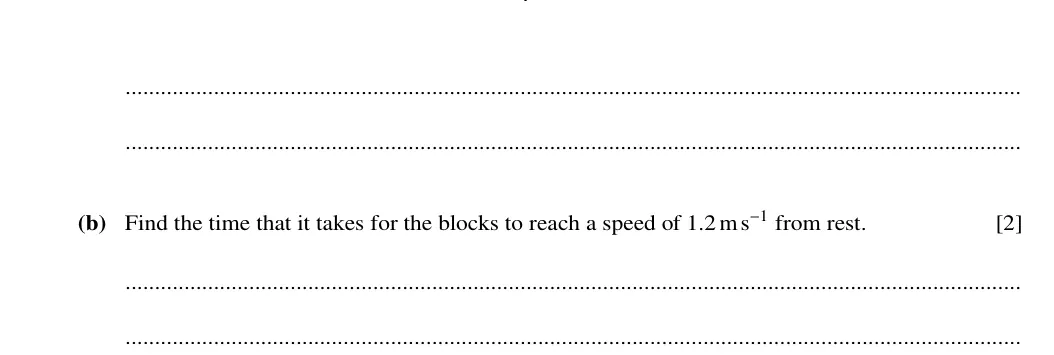 (b) Find the time that it takes for the blocks to reach a speed of 1.2 m s⁻¹ from rest. [2]